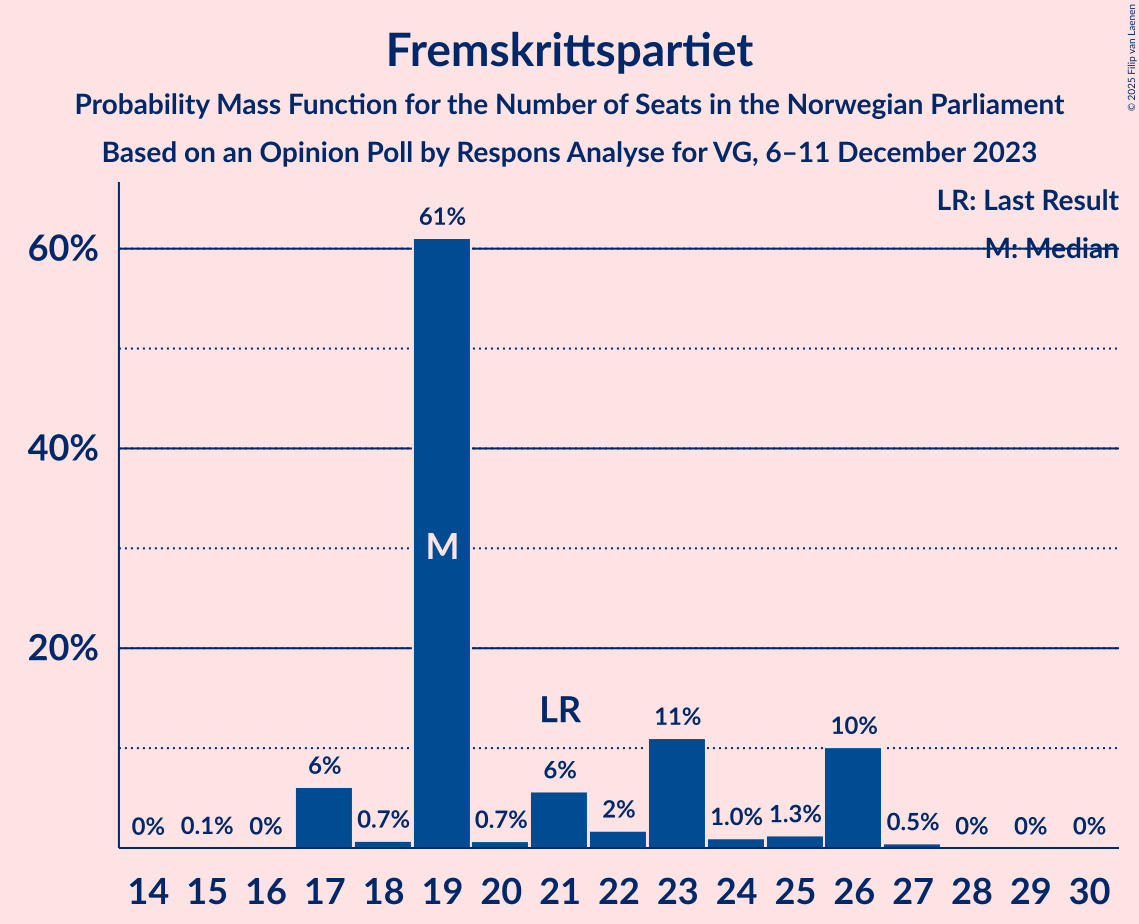 Fremskrittspartiet
Probability Mass Function for the Number of Seats in the Norwegian Parliament
Based on an Opinion Poll by Respons Analyse for VG, 6–11 December 2023
© 2025 Filip van Laenen
LR: Last Result
M: Median
60%
40%
20%
0% 0.1% 0% 6% 0.7% 61% 0.7% 6% 2% 11% 1.0% 1.3% 10% 0.5% 0% 0% 0%
M
LR
14 15 16 17 18 19 20 21 22 23 24 25 26 27 28 29 30